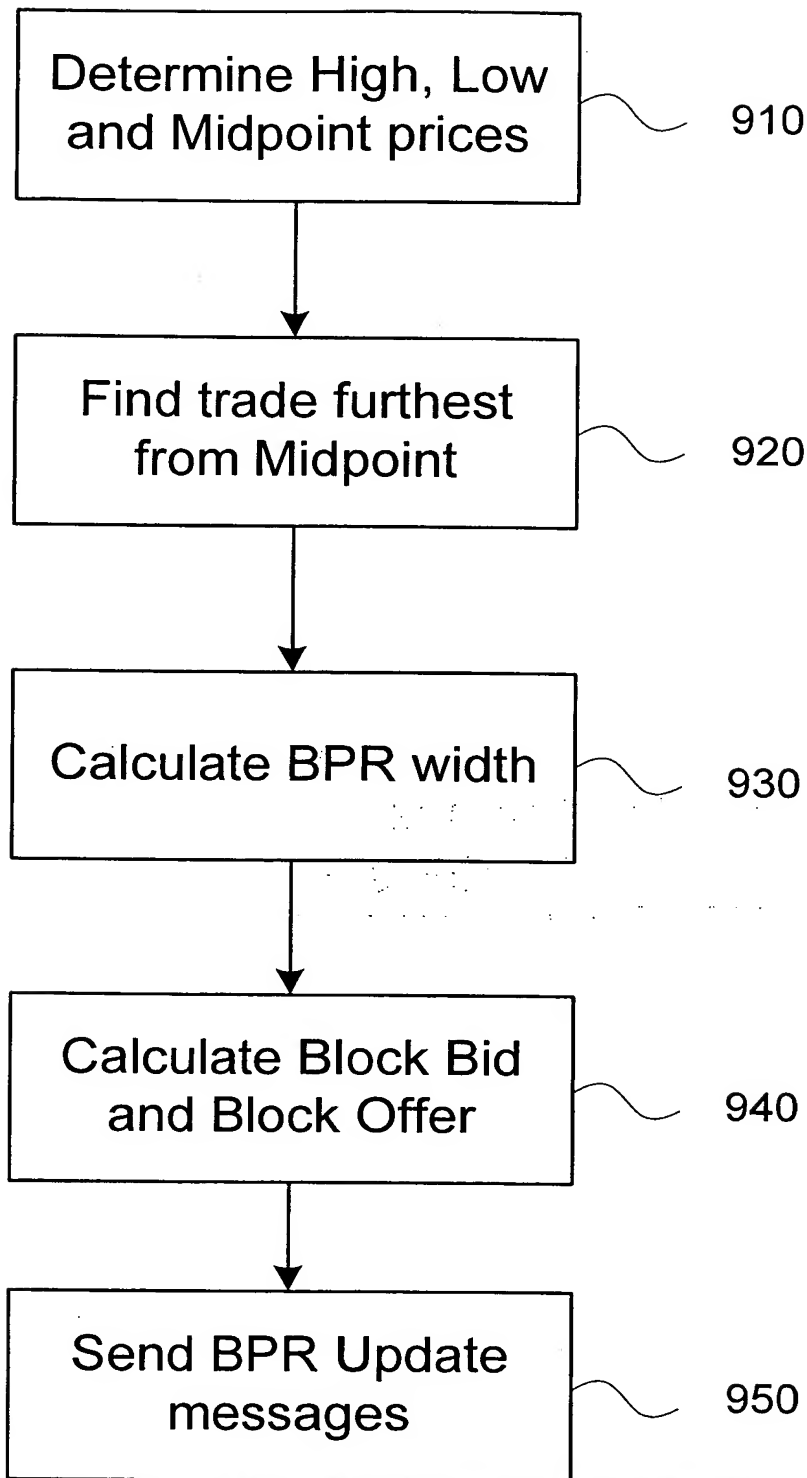 Determine High, Low
and Midpoint prices
910
Find trade furthest
from Midpoint
920
Calculate BPR width
930
Calculate Block Bid
and Block Offer
940
Send BPR Update
messages
950